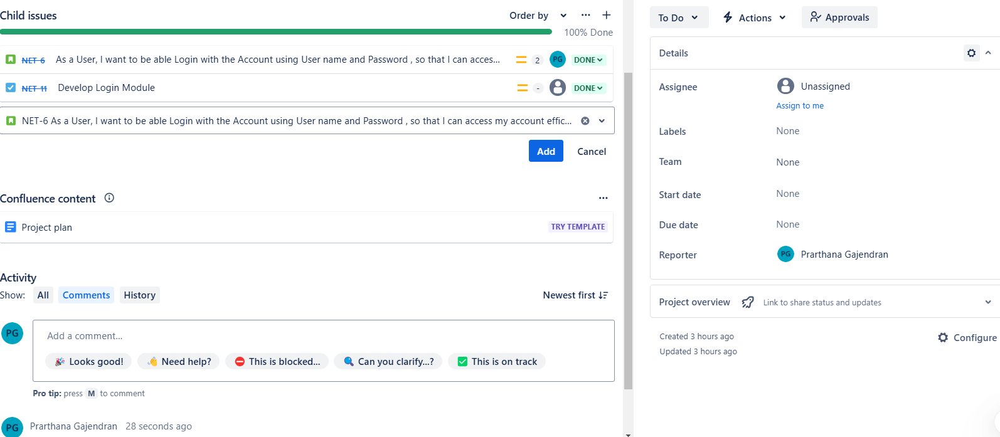 Child issues
Order by
100% Done
NET-6 As a User, I want to be able Login with the Account using User name and Password , so that I can acces... 2 PG DONE
NET-11 Develop Login Module - DONE
NET-6 As a User, I want to be able Login with the Account using User name and Password , so that I can access my account effic...
Add Cancel
Confluence content
Project plan TRY TEMPLATE
Activity
Show: All Comments History Newest first
PG
Add a comment...
🎉 Looks good! 👋 Need help? ⛔ This is blocked... 🔍 Can you clarify...? ✅ This is on track
Pro tip: press M to comment
PG Prarthana Gajendran 28 seconds ago
To Do Actions Approvals
Details
Assignee Unassigned
Assign to me
Labels None
Team None
Start date None
Due date None
Reporter PG Prarthana Gajendran
Project overview Link to share status and updates
Created 3 hours ago Configure
Updated 3 hours ago